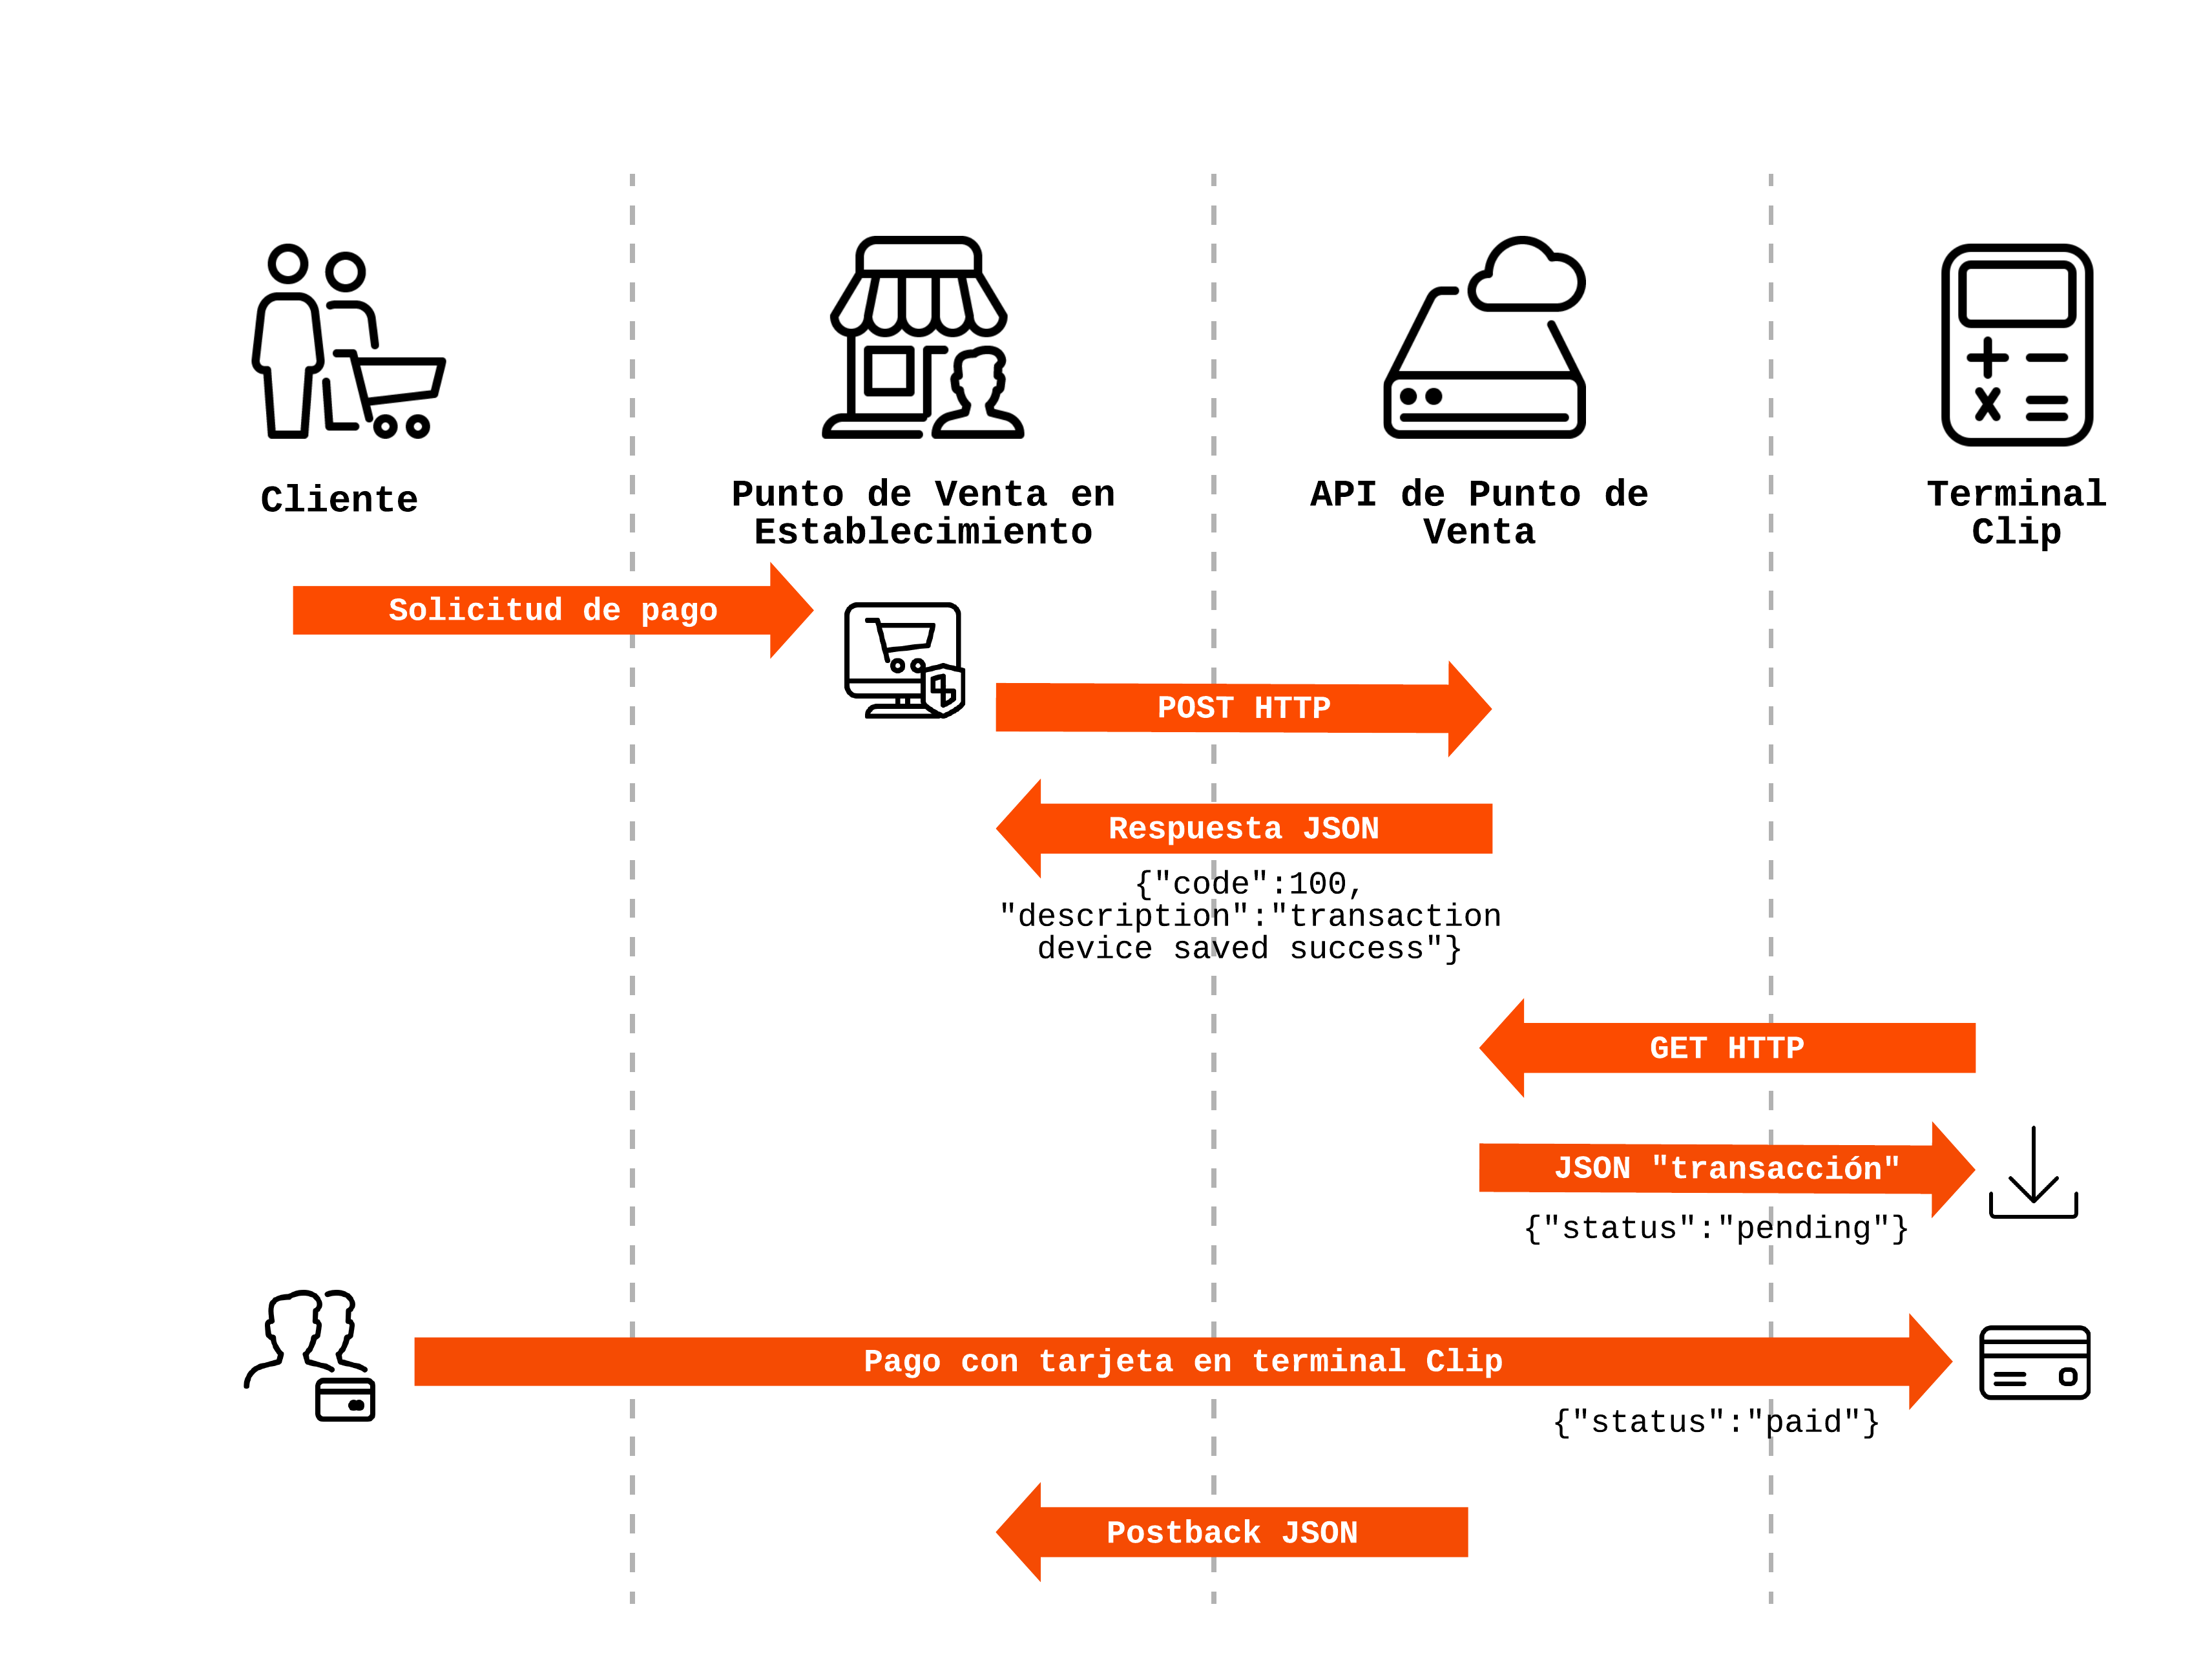 Cliente
Punto de Venta en
Establecimiento
API de Punto de
Venta
Terminal
Clip
Solicitud de pago
POST HTTP
Respuesta JSON
{"code":100,
"description":"transaction
device saved success"}
GET HTTP
JSON "transacción"
{"status":"pending"}
Pago con tarjeta en terminal Clip
{"status":"paid"}
Postback JSON